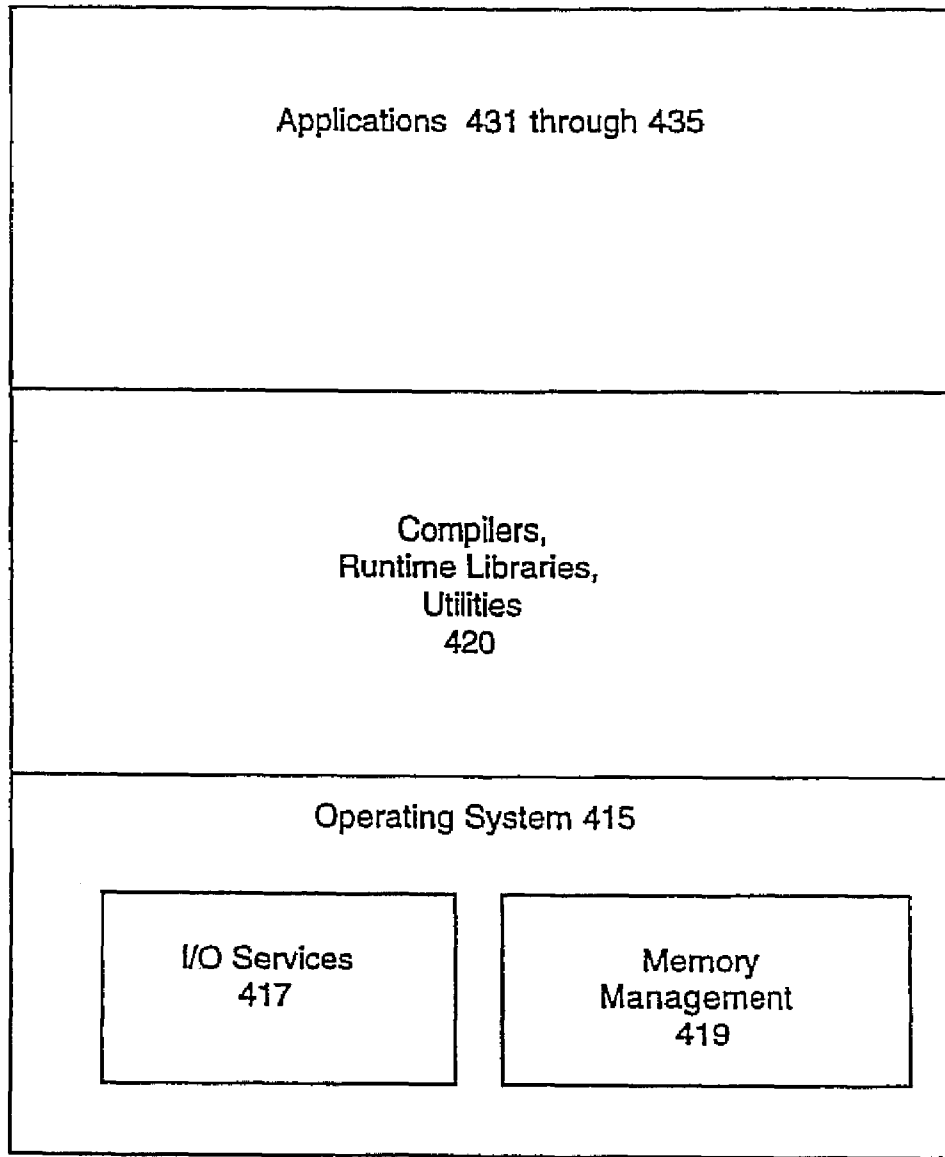 Applications 431 through 435
Compilers,
Runtime Libraries,
Utilities
420
Operating System 415
I/O Services
417
Memory
Management
419